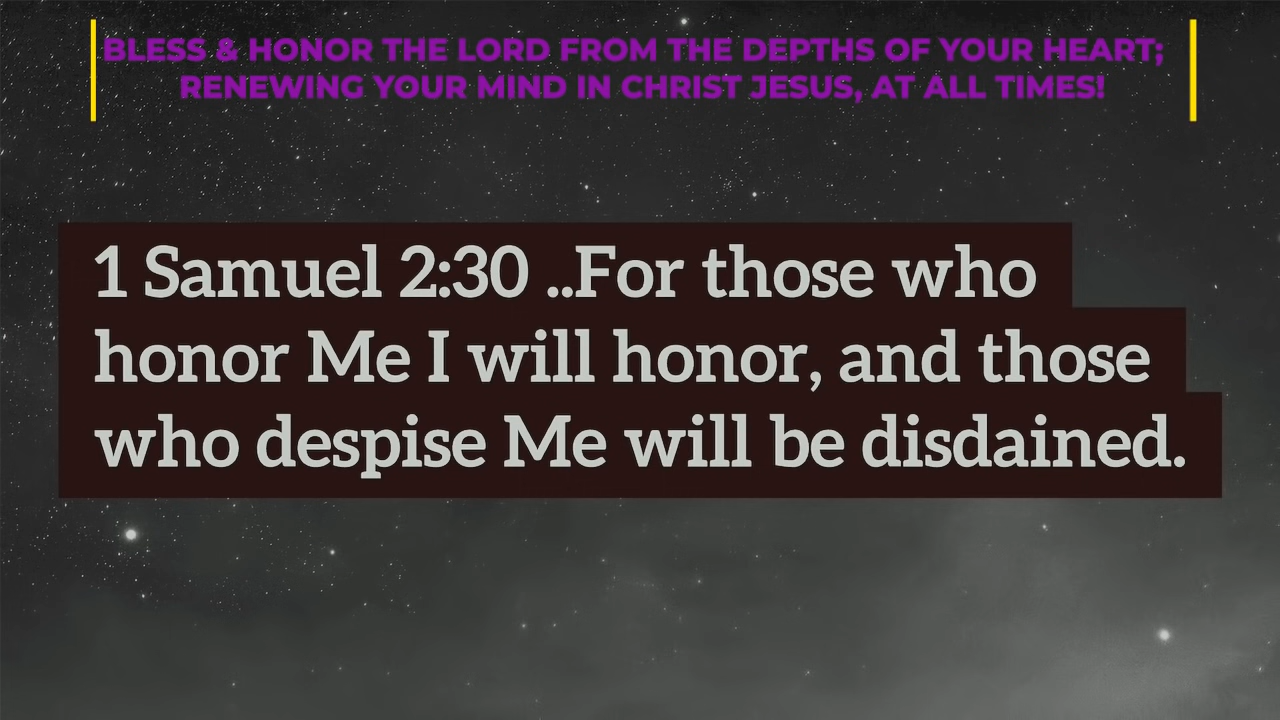 BLESS & HONOR THE LORD FROM THE DEPTHS OF YOUR HEART;
RENEWING YOUR MIND IN CHRIST JESUS, AT ALL TIMES!
1 Samuel 2:30 ..For those who
honor Me I will honor, and those
who despise Me will be disdained.